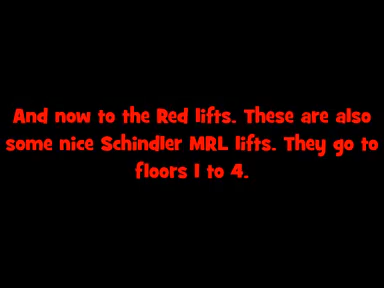 And now to the Red lifts. These are also
some nice Schindler MRL lifts. They go to
floors 1 to 4.